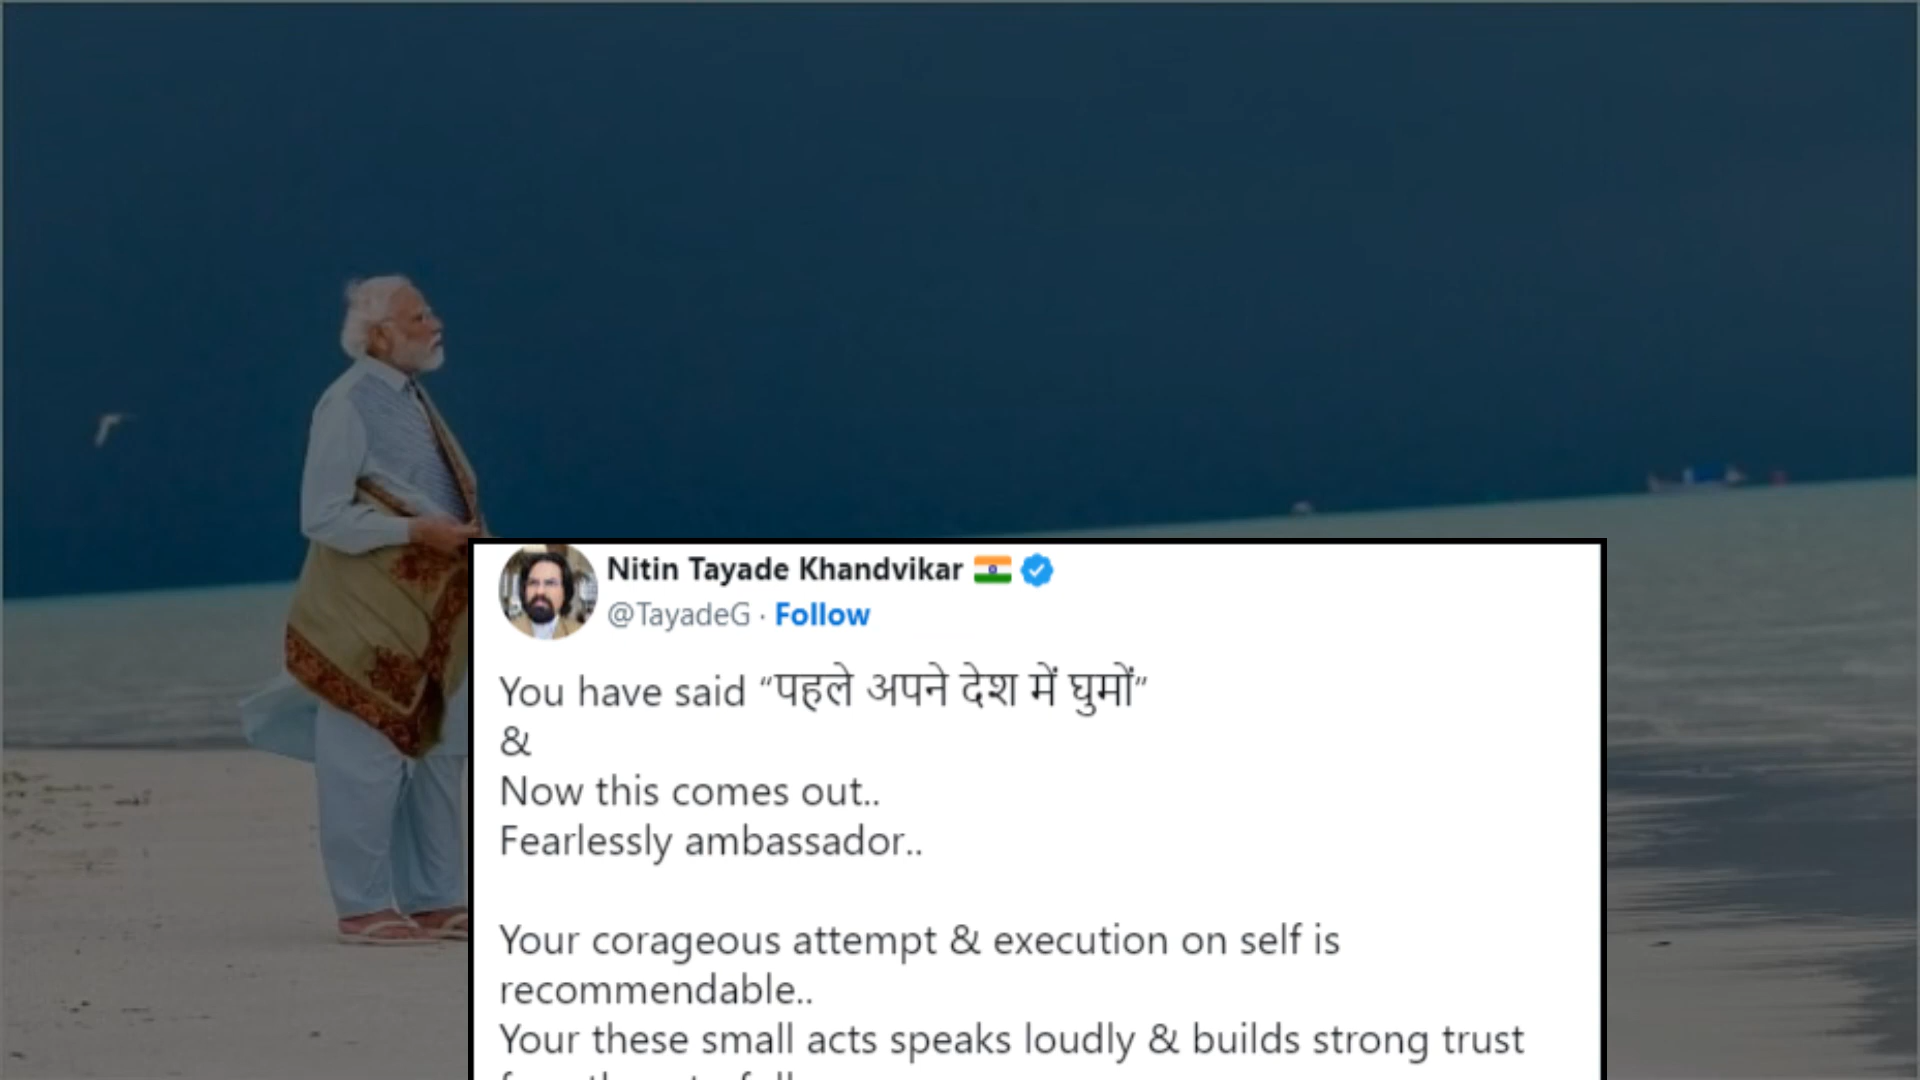 Nitin Tayade Khandvikar
@TayadeG · Follow
You have said “पहले अपने देश में घुमों”
&
Now this comes out..
Fearlessly ambassador..
Your corageous attempt & execution on self is
recommendable..
Your these small acts speaks loudly & builds strong trust